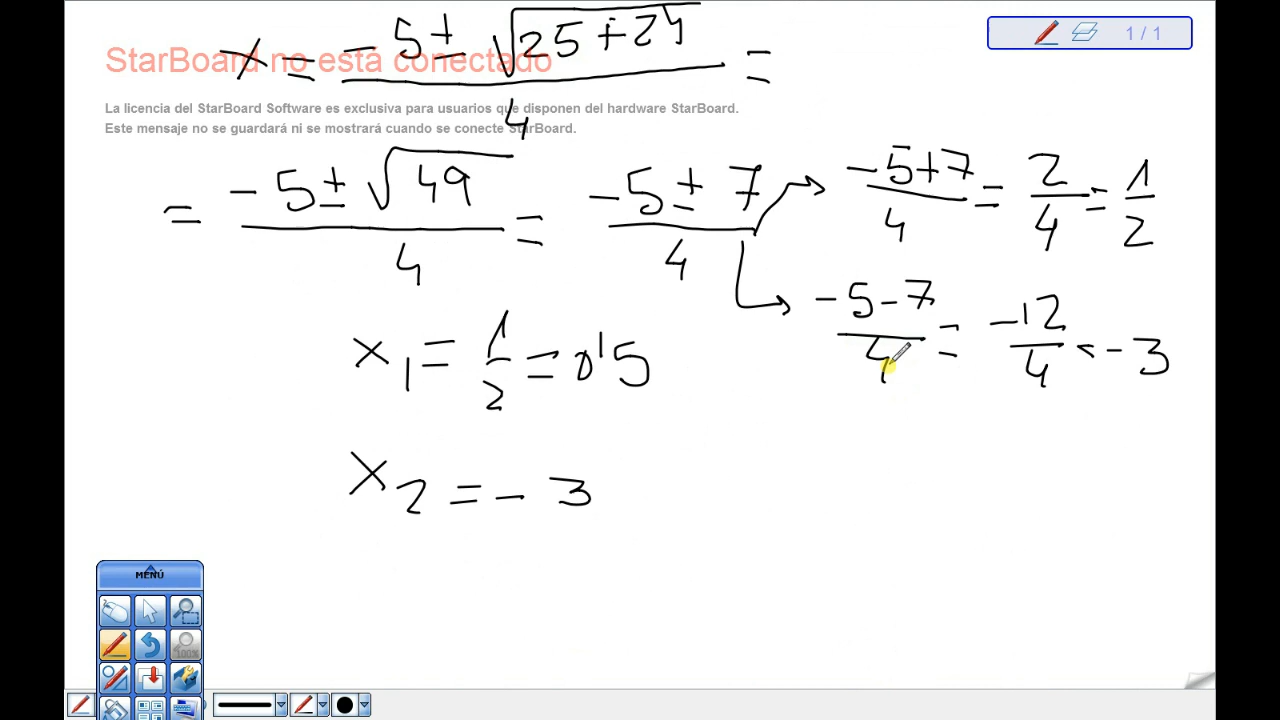 x = (-5 ± √(25 + 24)) / 4 =
StarBoard no está conectado
1 / 1
La licencia del StarBoard Software es exclusiva para usuarios que disponen del hardware StarBoard.
Este mensaje no se guardará ni se mostrará cuando se conecte StarBoard.
= (-5 ± √49) / 4 = (-5 ± 7) / 4
(-5 + 7) / 4 = 2/4 = 1/2
(-5 - 7) / 4 = -12/4 = -3
x₁ = 1/2 = 0'5
x₂ = -3
MENÚ
100%